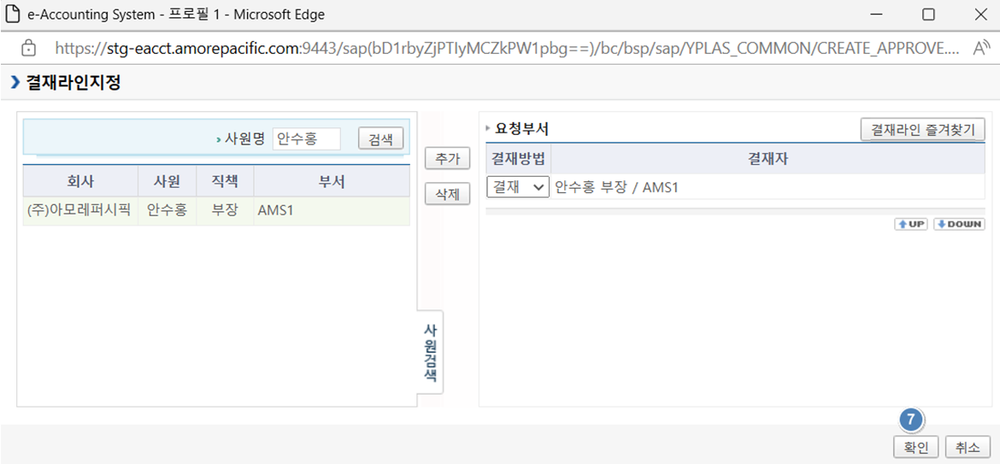 e-Accounting System - 프로필 1 - Microsoft Edge
https://stg-eacct.amorepacific.com:9443/sap(bD1rbyZjPTIyMCZkPW1pbg==)/bc/bsp/sap/YPLAS_COMMON/CREATE_APPROVE....
결재라인지정
사원명 안수홍 검색
회사 사원 직책 부서
(주)아모레퍼시픽 안수홍 부장 AMS1
추가
삭제
사원검색
요청부서 결재라인 즐겨찾기
결재방법 결재자
결재 안수홍 부장 / AMS1
UP DOWN
7
확인 취소